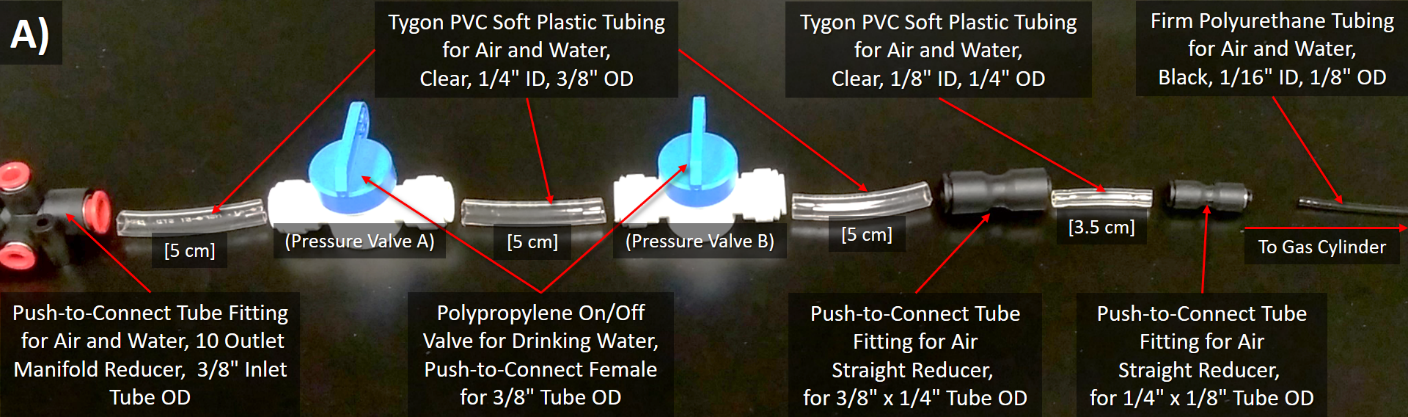 A)
Tygon PVC Soft Plastic Tubing
for Air and Water,
Clear, 1/4" ID, 3/8" OD
Tygon PVC Soft Plastic Tubing
for Air and Water,
Clear, 1/8" ID, 1/4" OD
Firm Polyurethane Tubing
for Air and Water,
Black, 1/16" ID, 1/8" OD
[5 cm]
(Pressure Valve A)
[5 cm]
(Pressure Valve B)
[5 cm]
[3.5 cm]
To Gas Cylinder
Push-to-Connect Tube Fitting
for Air and Water, 10 Outlet
Manifold Reducer, 3/8" Inlet
Tube OD
Polypropylene On/Off
Valve for Drinking Water,
Push-to-Connect Female
for 3/8" Tube OD
Push-to-Connect Tube
Fitting for Air
Straight Reducer,
for 3/8" x 1/4" Tube OD
Push-to-Connect Tube
Fitting for Air
Straight Reducer,
for 1/4" x 1/8" Tube OD